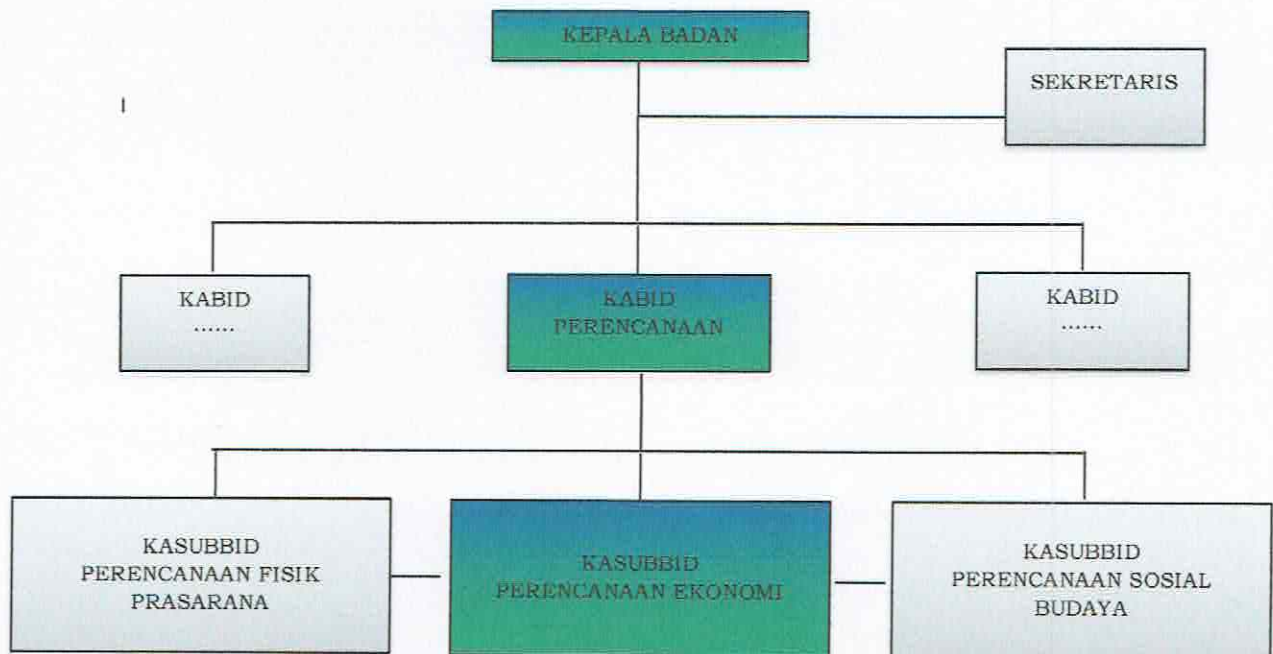 KEPALA BADAN
SEKRETARIS
KABID
......
KABID
PERENCANAAN
KABID
......
KASUBBID
PERENCANAAN FISIK
PRASARANA
KASUBBID
PERENCANAAN EKONOMI
KASUBBID
PERENCANAAN SOSIAL
BUDAYA